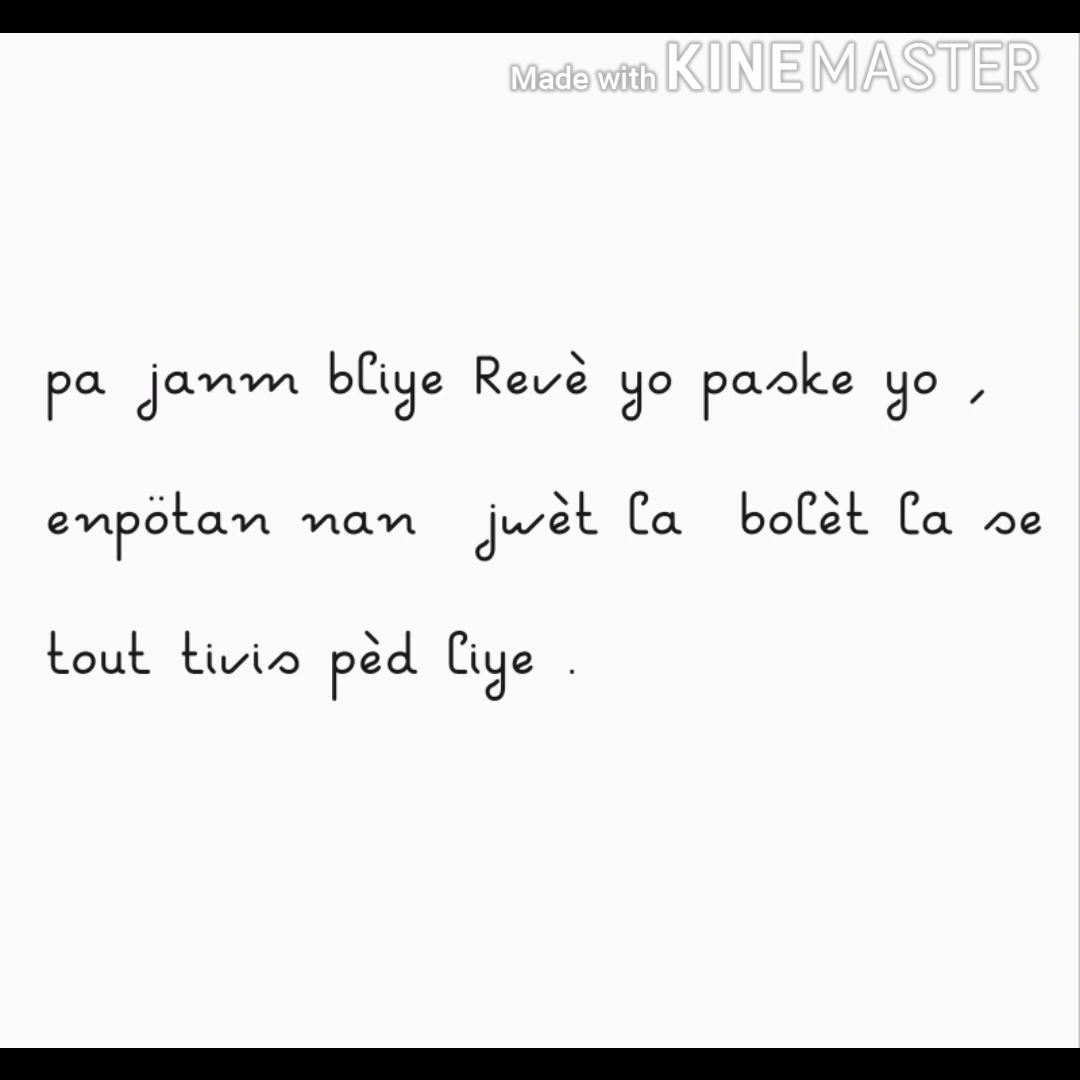 Made with KINEMASTER
pa janm bliye Revè yo paske yo ,
enpötan nan jwèt la bolèt la se
tout tivis pèd liye .